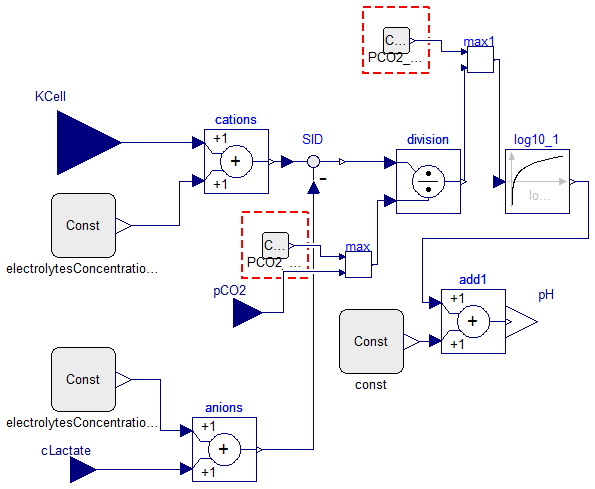 C...
PCO2_...
max1
KCell
cations
+1
+
+1
SID
-
division
÷
log10_1
lo...
Const
electrolytesConcentratio...
C...
PCO2_...
max
pCO2
add1
+1
+
+1
pH
Const
const
Const
electrolytesConcentratio...
anions
+1
+
+1
cLactate